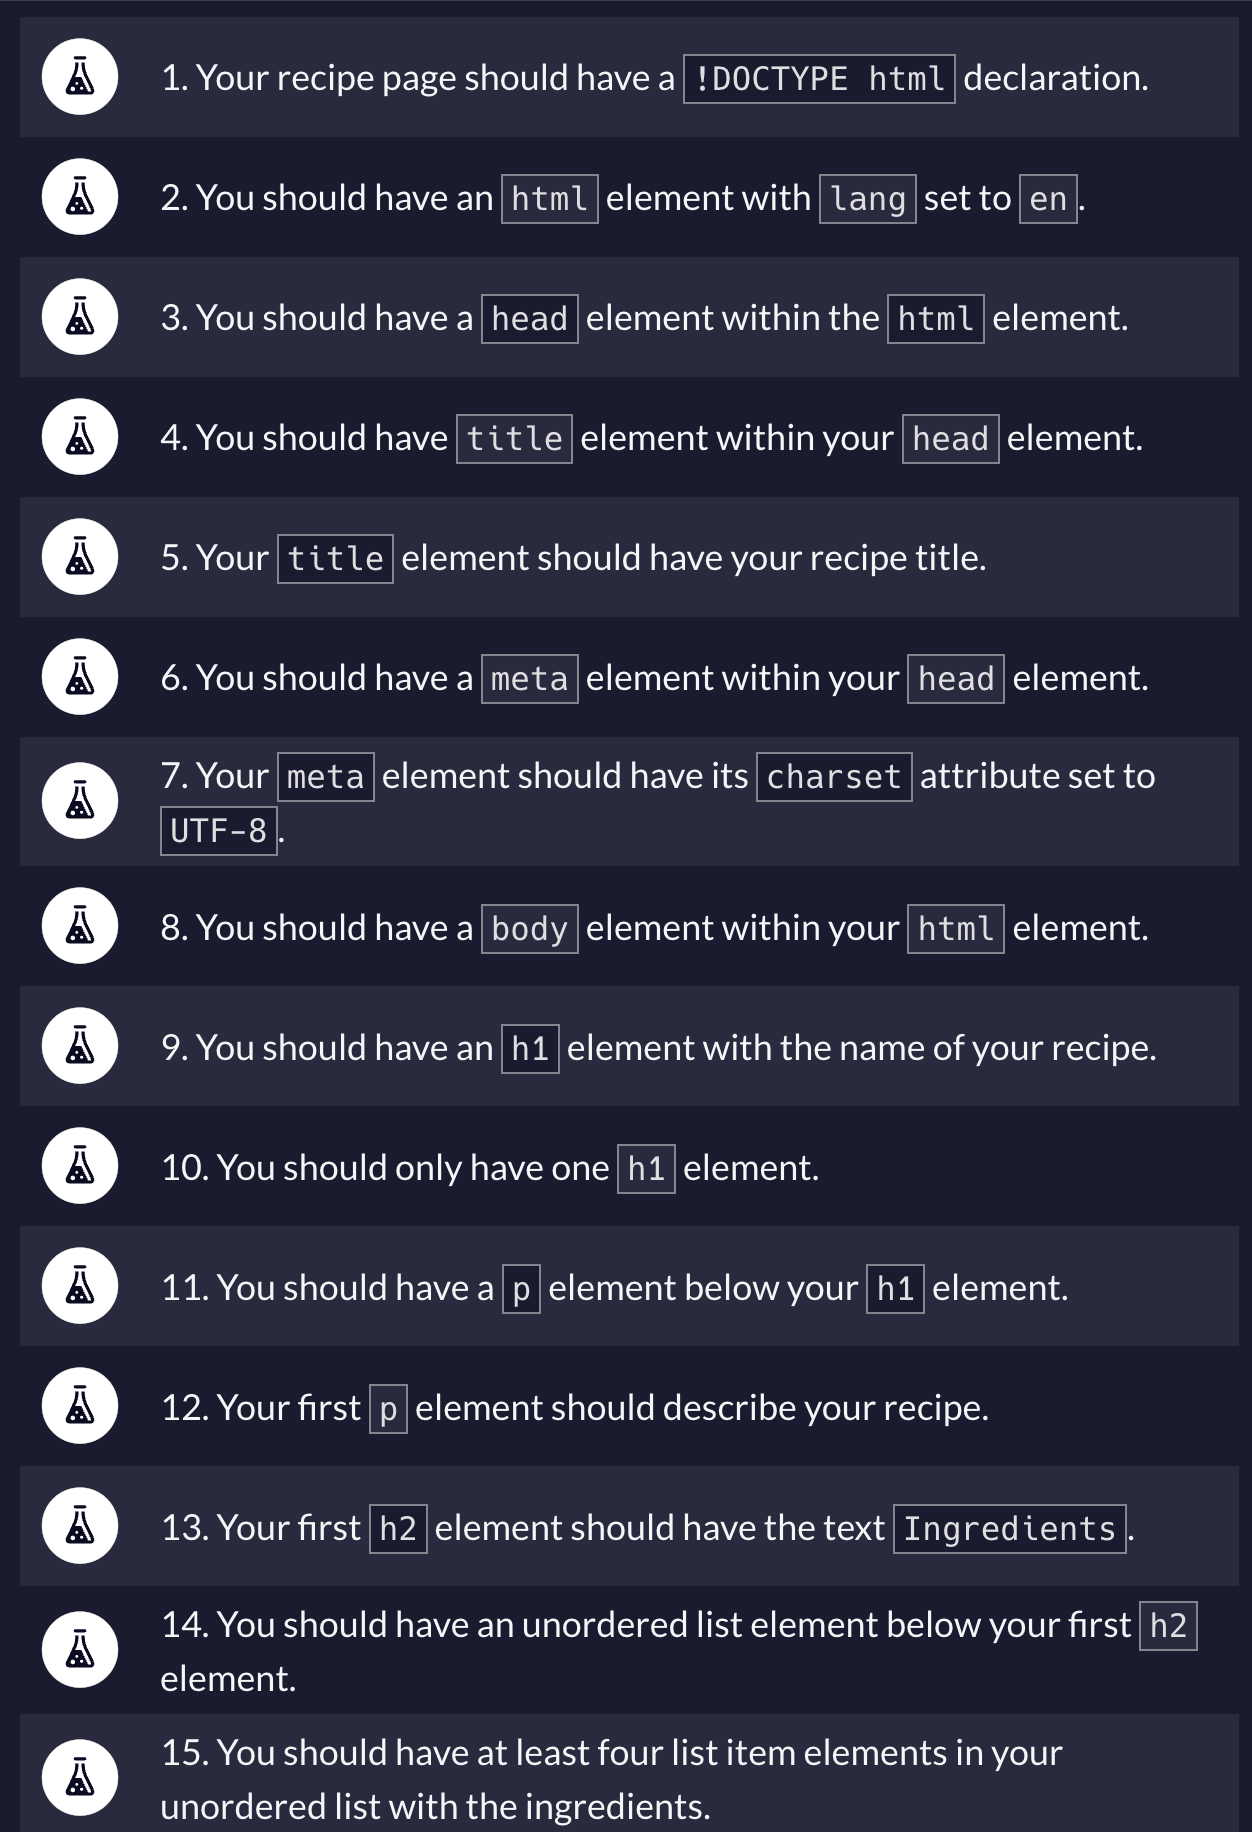 1. Your recipe page should have a !DOCTYPE html declaration.
2. You should have an html element with lang set to en.
3. You should have a head element within the html element.
4. You should have title element within your head element.
5. Your title element should have your recipe title.
6. You should have a meta element within your head element.
7. Your meta element should have its charset attribute set to
UTF-8.
8. You should have a body element within your html element.
9. You should have an h1 element with the name of your recipe.
10. You should only have one h1 element.
11. You should have a p element below your h1 element.
12. Your first p element should describe your recipe.
13. Your first h2 element should have the text Ingredients.
14. You should have an unordered list element below your first h2
element.
15. You should have at least four list item elements in your
unordered list with the ingredients.